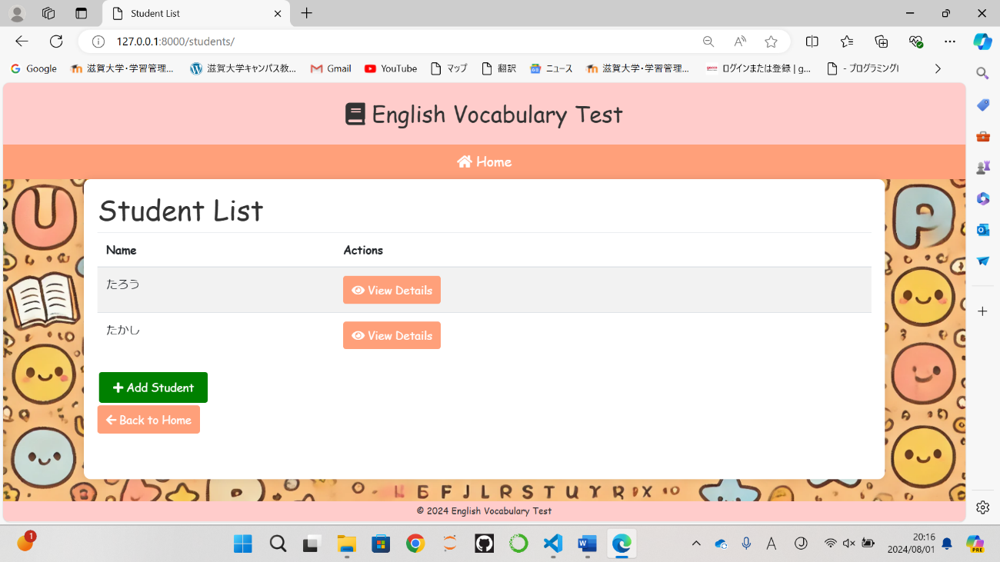 Student List
127.0.0.1:8000/students/
Google 滋賀大学・学習管理... 滋賀大学キャンパス教... Gmail YouTube マップ 翻訳 ニュース 滋賀大学・学習管理... ログインまたは登録 | g... - プログラミング
English Vocabulary Test
Home
Student List
Name Actions
たろう View Details
たかし View Details
Add Student
Back to Home
E F J L R S T U Y R X
© 2024 English Vocabulary Test
1
20:16
2024/08/01
PRE